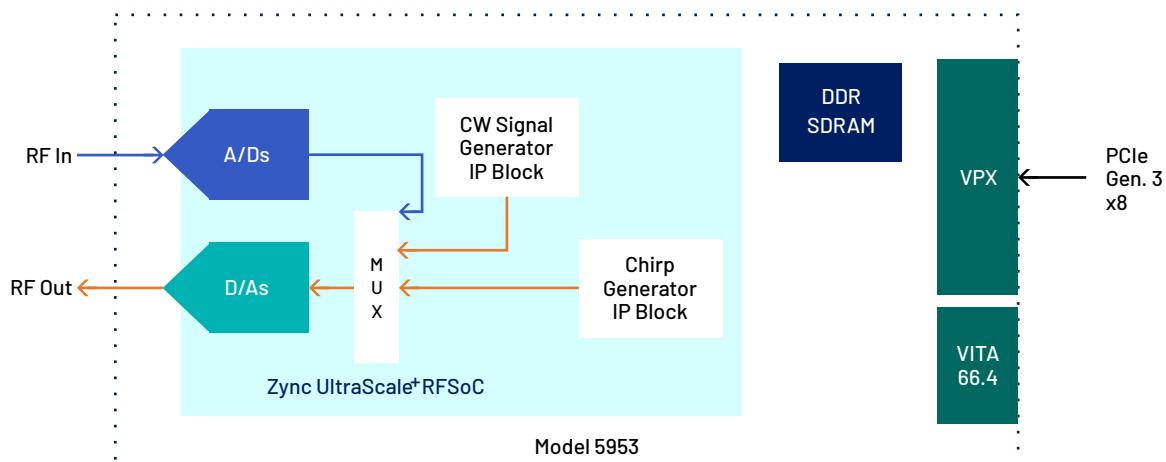 RF In
A/Ds
CW Signal
Generator
IP Block
DDR
SDRAM
VPX
PCIe
Gen. 3
x8
RF Out
D/As
M
U
X
Chirp
Generator
IP Block
VITA
66.4
Zync UltraScale+ RFSoC
Model 5953